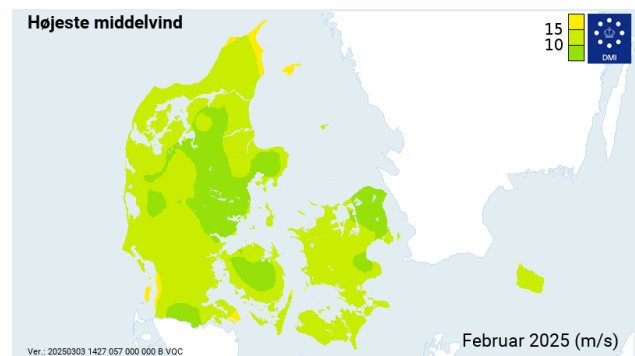 Højeste middelvind
15
10
DMI
Februar 2025 (m/s)
Ver.: 20250303 1427 057 000 000 B VQC